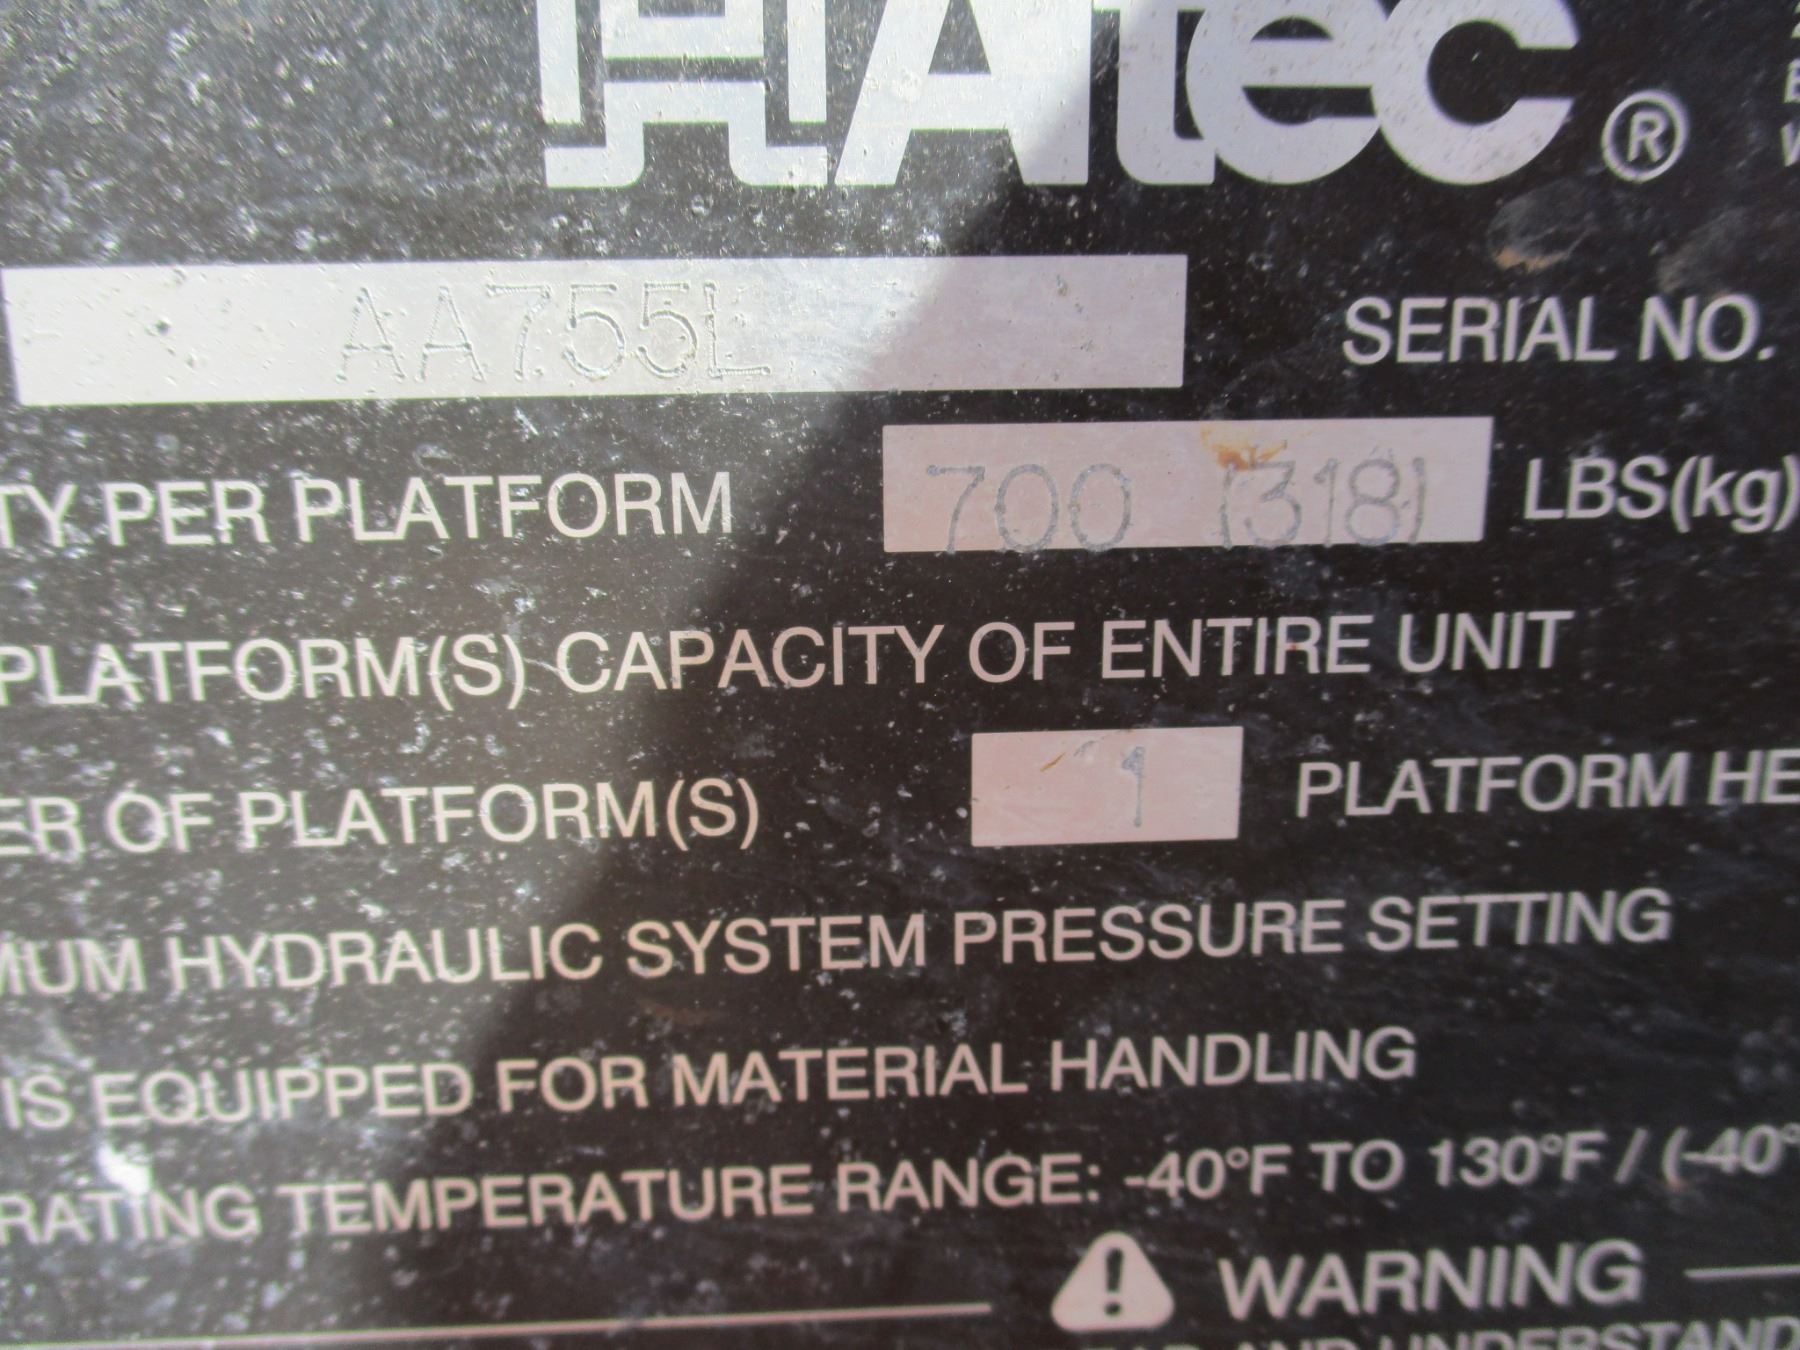 Altec ®
AA755L SERIAL NO.
TY PER PLATFORM 700 (318) LBS(kg)
PLATFORM(S) CAPACITY OF ENTIRE UNIT
ER OF PLATFORM(S) 1 PLATFORM HE
MUM HYDRAULIC SYSTEM PRESSURE SETTING
IS EQUIPPED FOR MATERIAL HANDLING
RATING TEMPERATURE RANGE: -40°F TO 130°F / (-40°
WARNING
AND UNDERSTAND